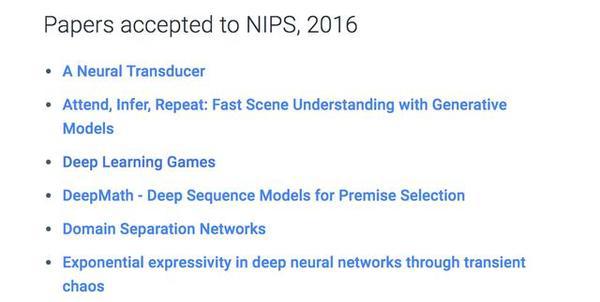 Papers accepted to NIPS, 2016
• A Neural Transducer
• Attend, Infer, Repeat: Fast Scene Understanding with Generative
Models
• Deep Learning Games
• DeepMath - Deep Sequence Models for Premise Selection
• Domain Separation Networks
• Exponential expressivity in deep neural networks through transient
chaos